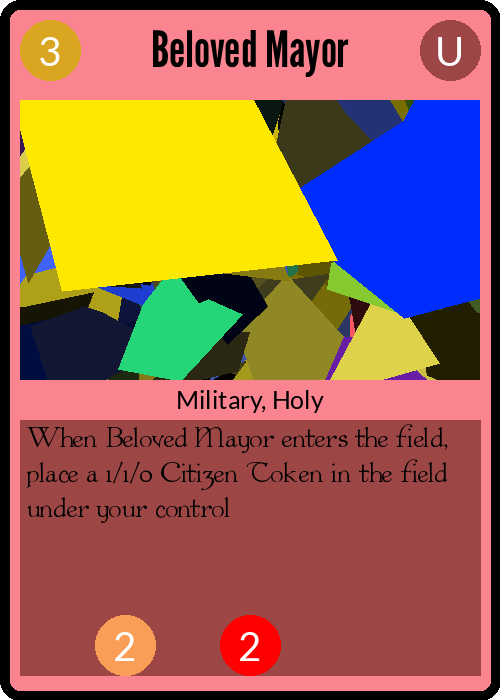 3 Beloved Mayor U
Military, Holy
When Beloved Mayor enters the field,
place a 1/1/0 Citizen Token in the field
under your control
2 2